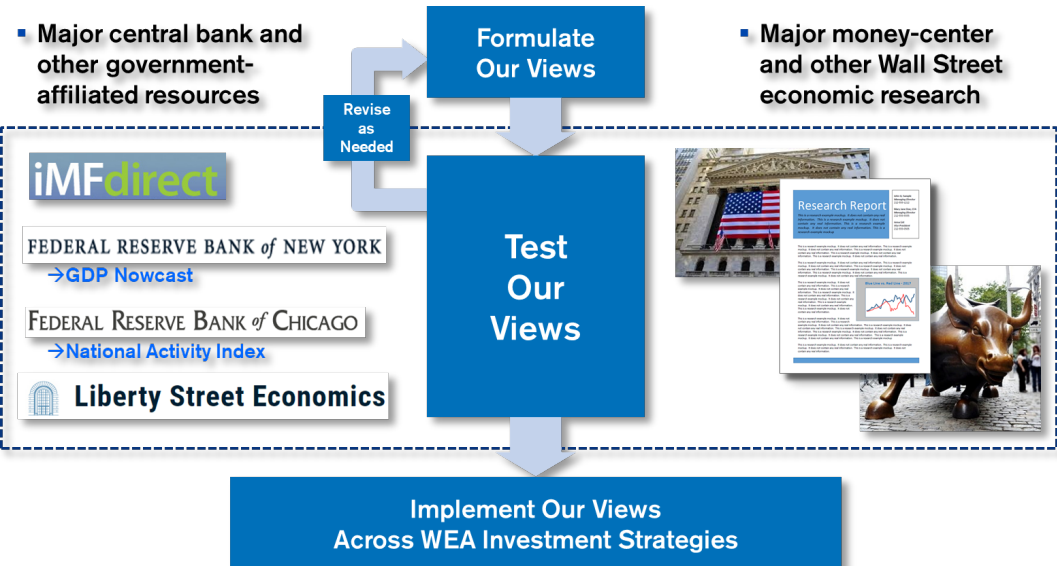 ▪ Major central bank and
other government-
affiliated resources
Formulate
Our Views
▪ Major money-center
and other Wall Street
economic research
Revise
as
Needed
iMFdirect
FEDERAL RESERVE BANK of NEW YORK
→GDP Nowcast
FEDERAL RESERVE BANK of CHICAGO
→National Activity Index
Liberty Street Economics
Test
Our
Views
Research Report
Implement Our Views
Across WEA Investment Strategies